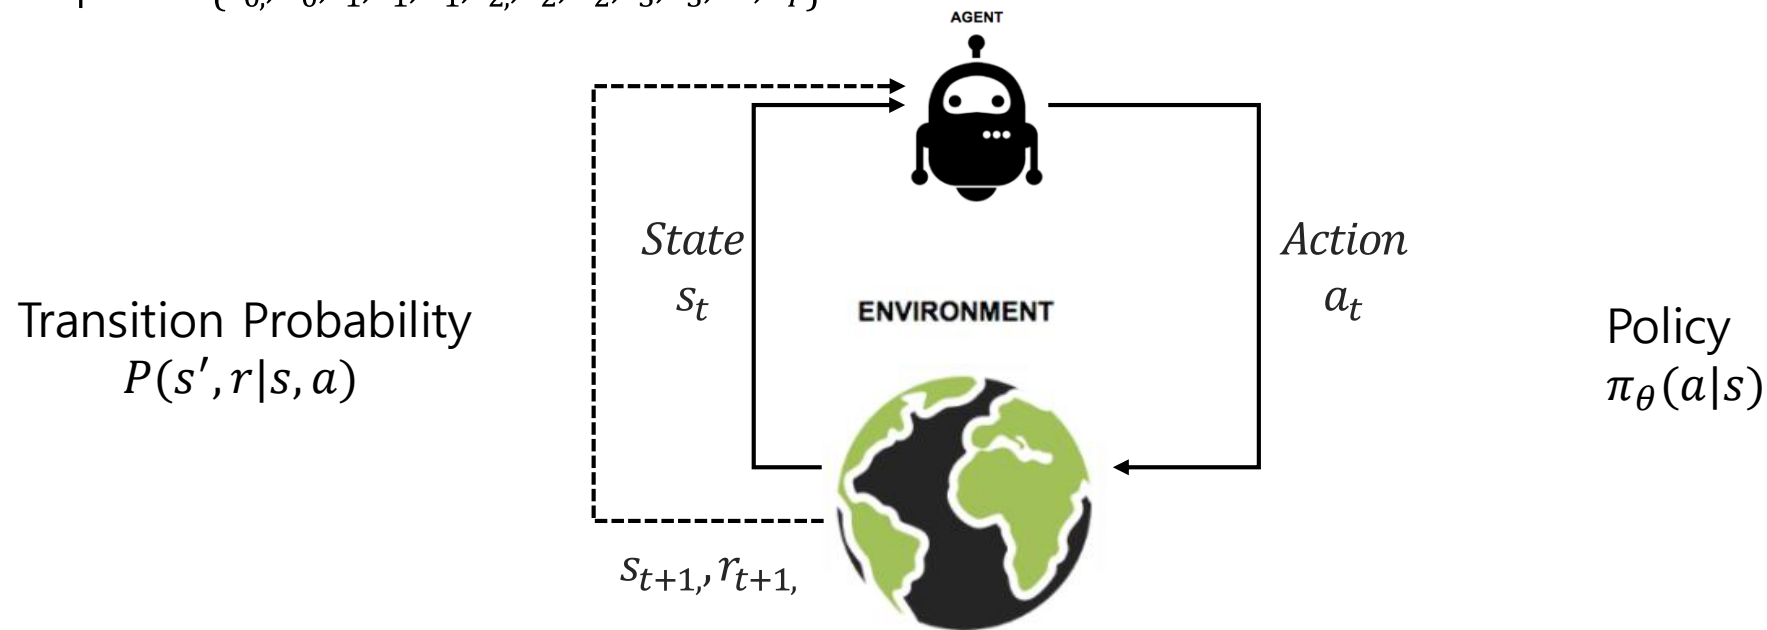 AGENT
State
s_t
Action
a_t
ENVIRONMENT
Transition Probability
P(s′, r|s, a)
Policy
π_θ(a|s)
s_{t+1,}, r_{t+1,}